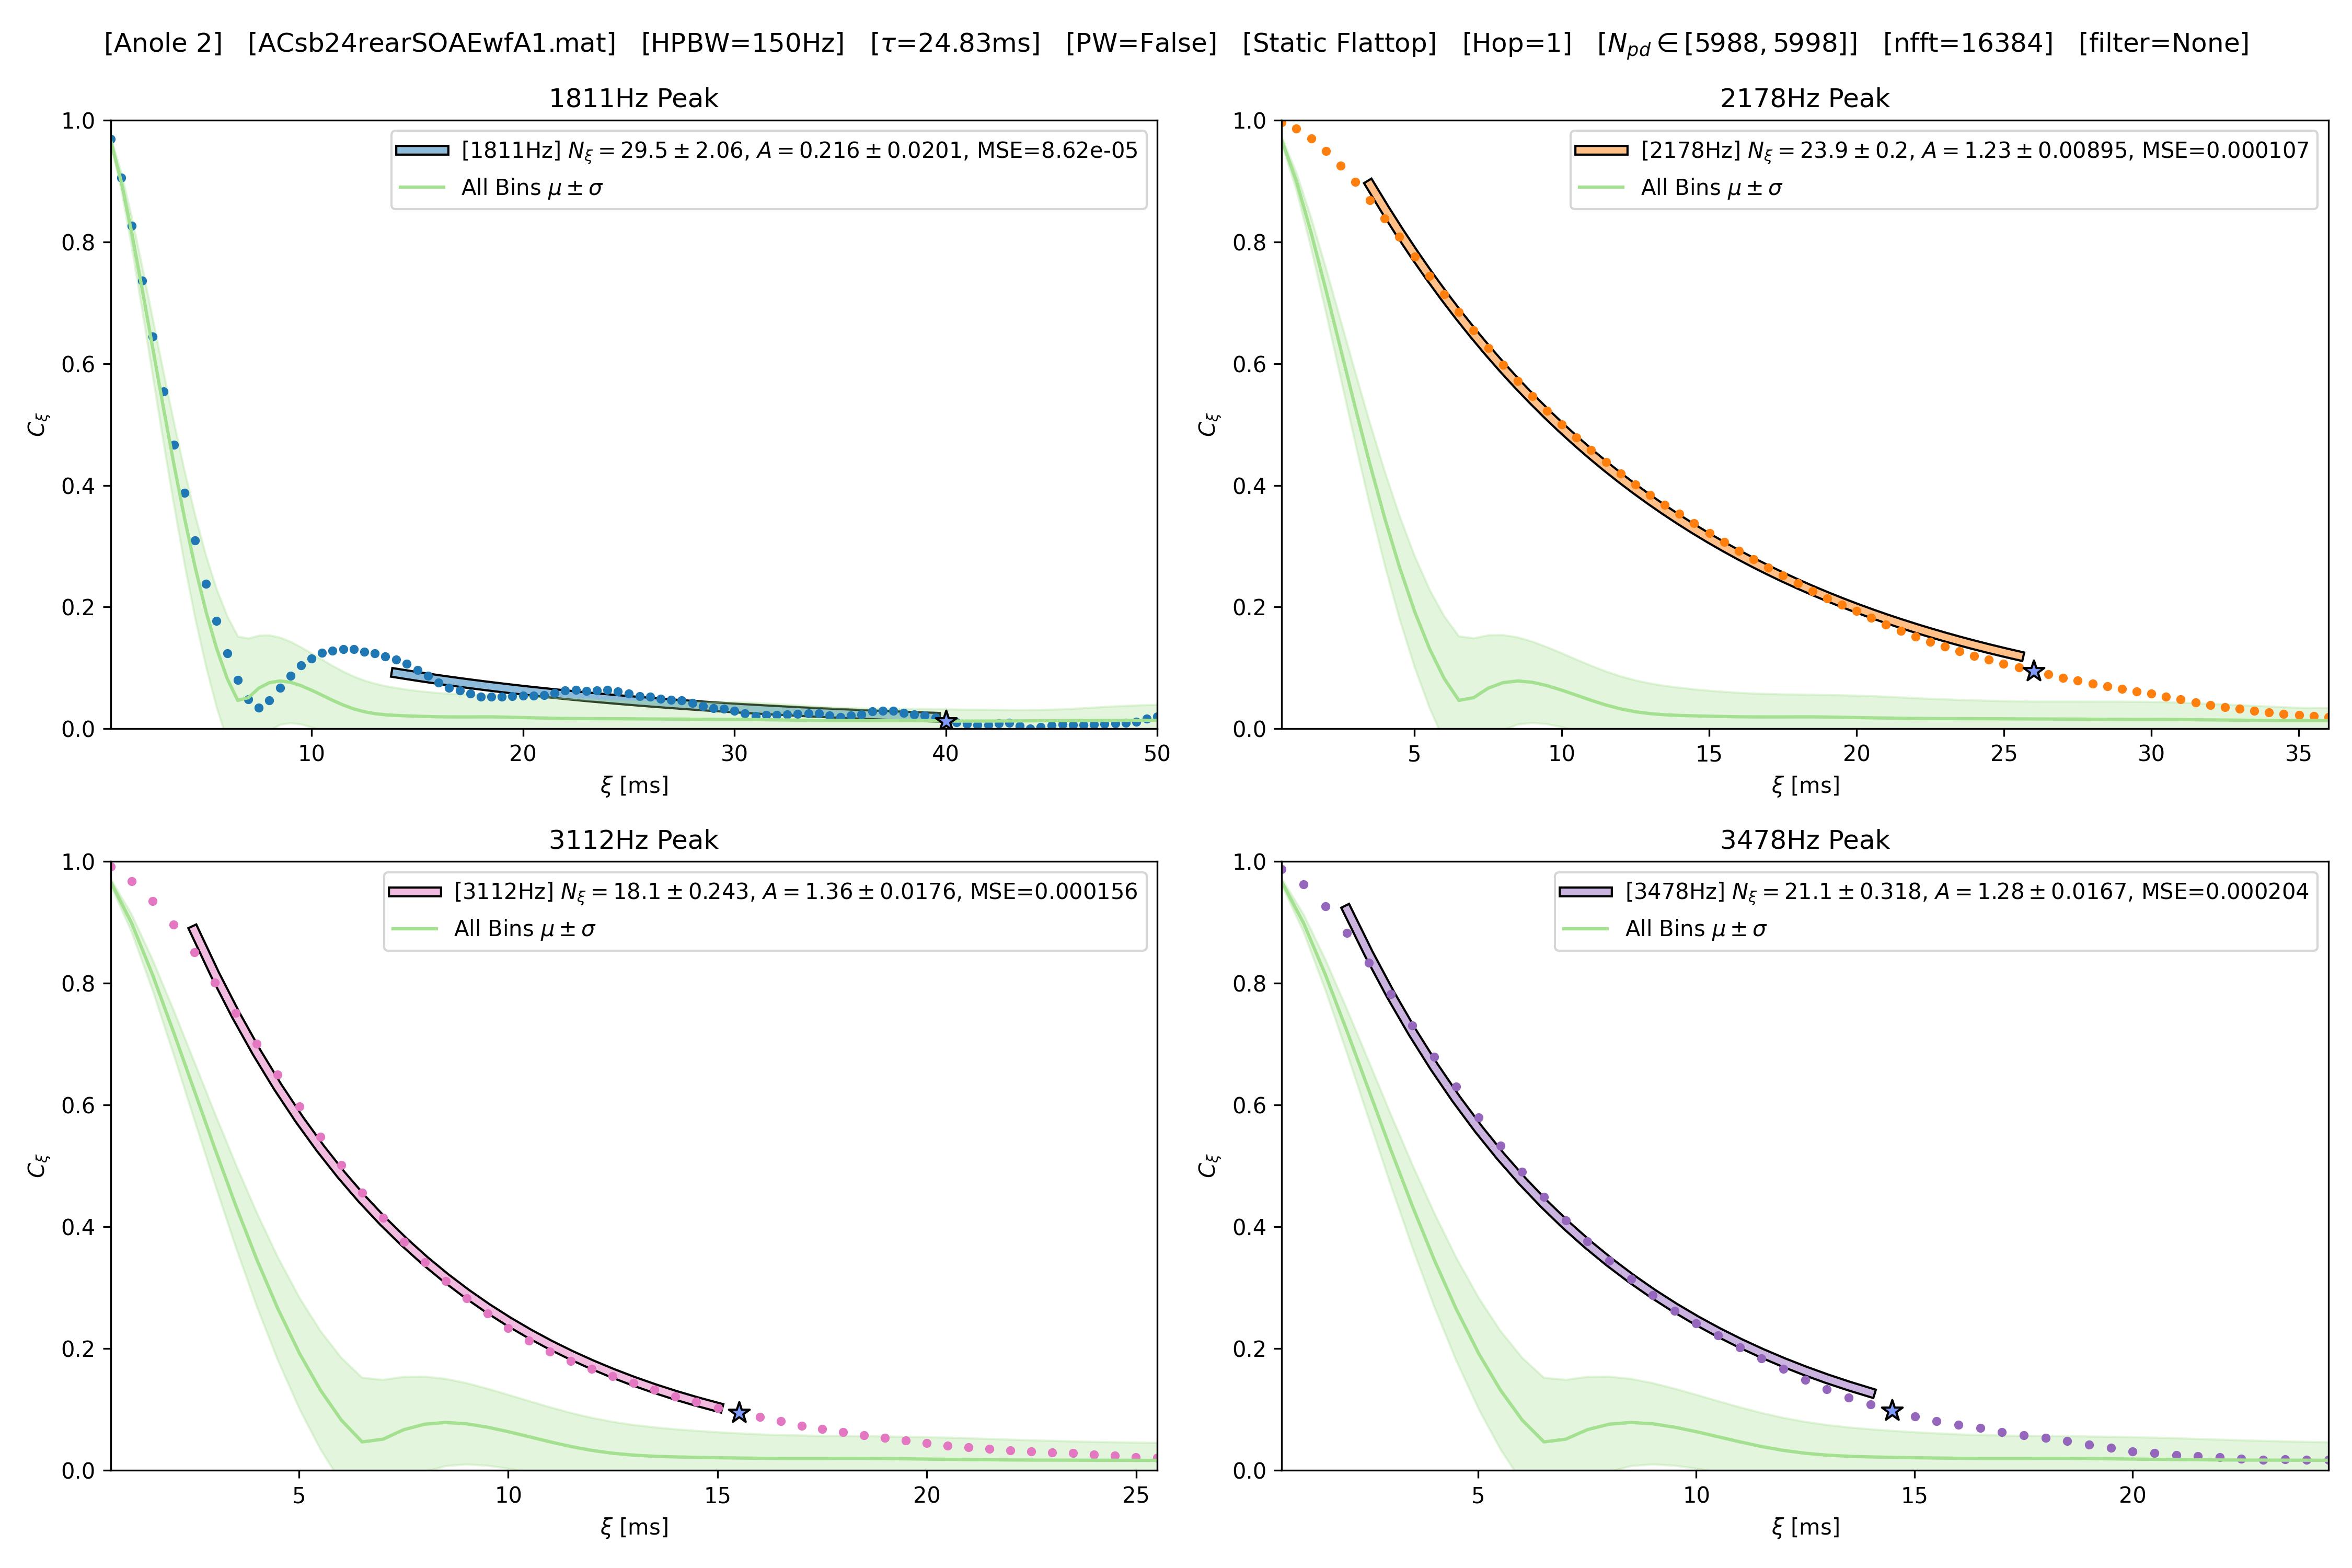 [Anole 2] [ACsb24rearSOAEwfA1.mat] [HPBW=150Hz] [τ=24.83ms] [PW=False] [Static Flattop] [Hop=1] [N_pd ∈ [5988, 5998]] [nfft=16384] [filter=None]
1811Hz Peak
[1811Hz] N_ξ = 29.5 ± 2.06, A = 0.216 ± 0.0201, MSE=8.62e-05
All Bins μ ± σ
1.0
0.8
0.6
0.4
0.2
0.0
C_ξ
10 20 30 40 50
ξ [ms]
2178Hz Peak
[2178Hz] N_ξ = 23.9 ± 0.2, A = 1.23 ± 0.00895, MSE=0.000107
All Bins μ ± σ
1.0
0.8
0.6
0.4
0.2
0.0
C_ξ
5 10 15 20 25 30 35
ξ [ms]
3112Hz Peak
[3112Hz] N_ξ = 18.1 ± 0.243, A = 1.36 ± 0.0176, MSE=0.000156
All Bins μ ± σ
1.0
0.8
0.6
0.4
0.2
0.0
C_ξ
5 10 15 20 25
ξ [ms]
3478Hz Peak
[3478Hz] N_ξ = 21.1 ± 0.318, A = 1.28 ± 0.0167, MSE=0.000204
All Bins μ ± σ
1.0
0.8
0.6
0.4
0.2
0.0
C_ξ
5 10 15 20
ξ [ms]